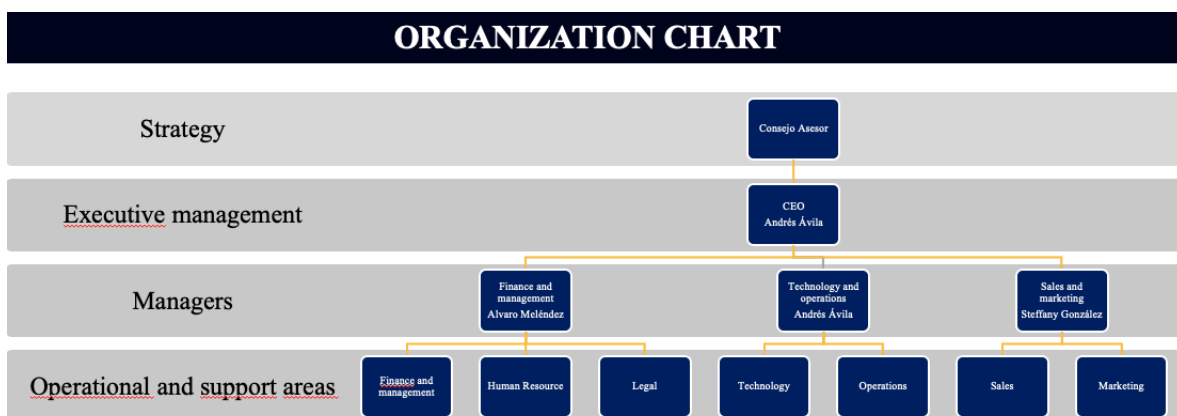 ORGANIZATION CHART
Strategy
Consejo Asesor
Executive management
CEO
Andrés Ávila
Managers
Finance and
management
Alvaro Meléndez
Technology and
operations
Andrés Ávila
Sales and
marketing
Steffany González
Operational and support areas
Finance and
management
Human Resource
Legal
Technology
Operations
Sales
Marketing